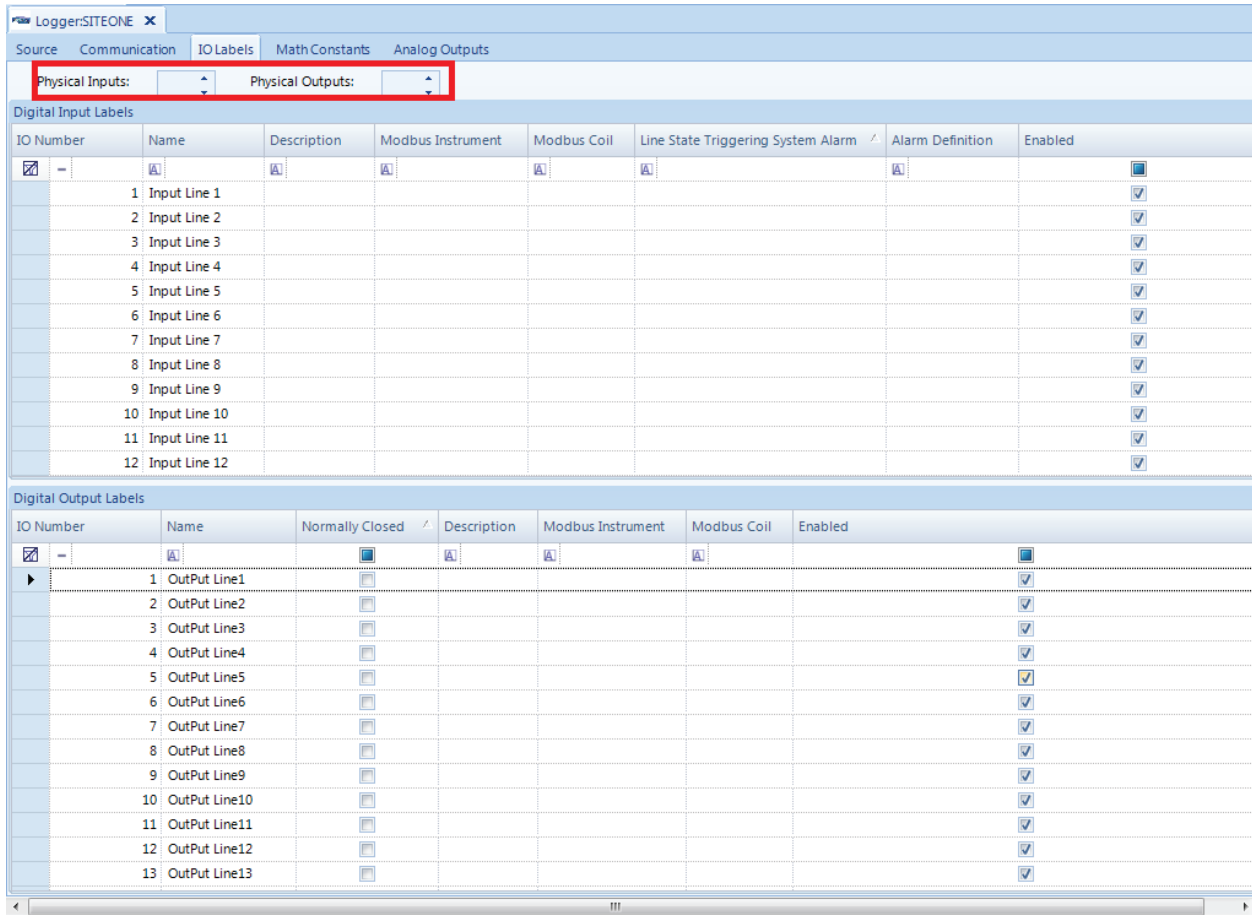 Logger:SITEONE X
Source Communication IO Labels Math Constants Analog Outputs
Physical Inputs: Physical Outputs:
Digital Input Labels
IO Number Name Description Modbus Instrument Modbus Coil Line State Triggering System Alarm Alarm Definition Enabled
A A A A A A
1 Input Line 1
2 Input Line 2
3 Input Line 3
4 Input Line 4
5 Input Line 5
6 Input Line 6
7 Input Line 7
8 Input Line 8
9 Input Line 9
10 Input Line 10
11 Input Line 11
12 Input Line 12
Digital Output Labels
IO Number Name Normally Closed Description Modbus Instrument Modbus Coil Enabled
A A A A
1 OutPut Line1
2 OutPut Line2
3 OutPut Line3
4 OutPut Line4
5 OutPut Line5
6 OutPut Line6
7 OutPut Line7
8 OutPut Line8
9 OutPut Line9
10 OutPut Line10
11 OutPut Line11
12 OutPut Line12
13 OutPut Line13